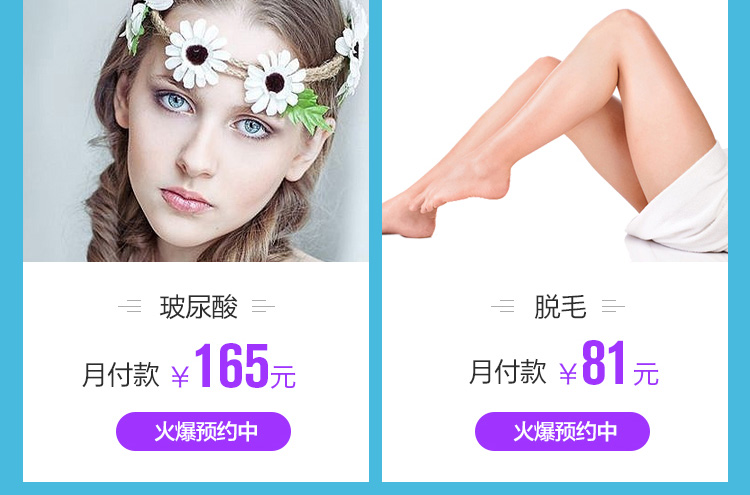 玻尿酸
月付款 ￥165元
火爆预约中
脱毛
月付款 ￥81元
火爆预约中